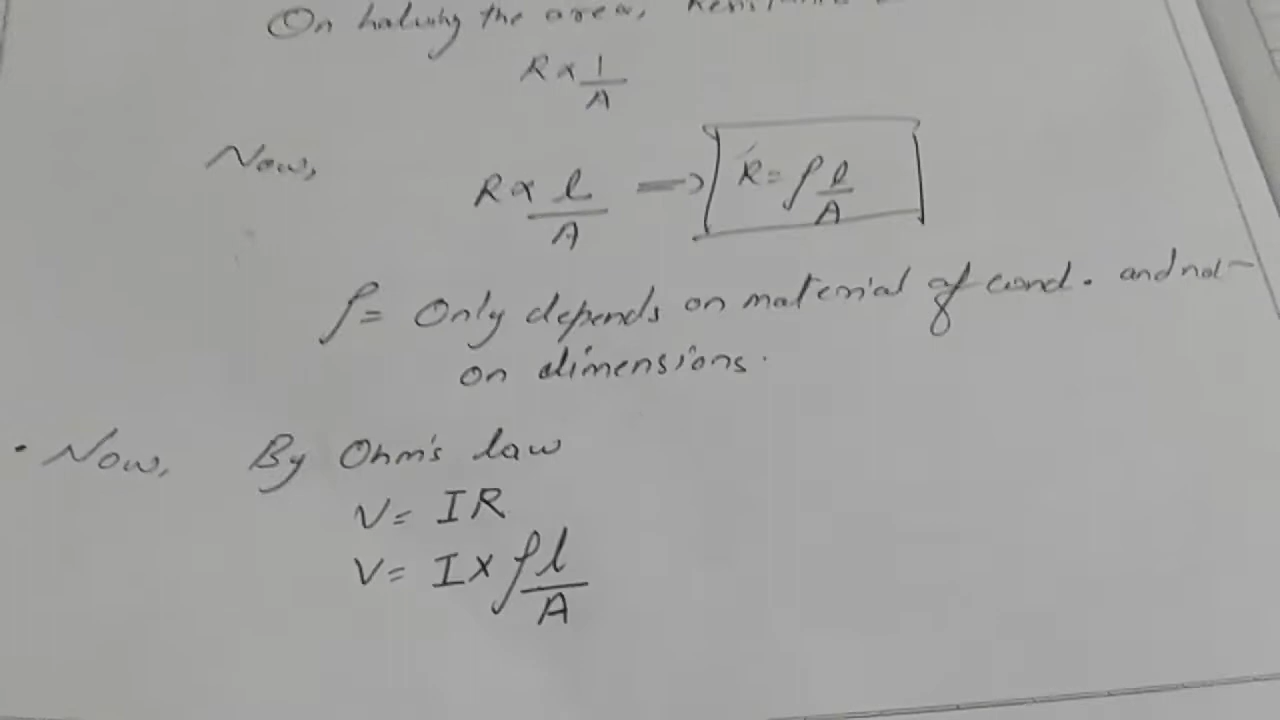 On halving the area,
R ∝ 1/A
Now,
R ∝ l/A ⟹ R = ρ l/A
ρ = Only depends on material of cond. and not
on dimensions.
• Now, By Ohm's law
V = IR
V = I × ρl/A